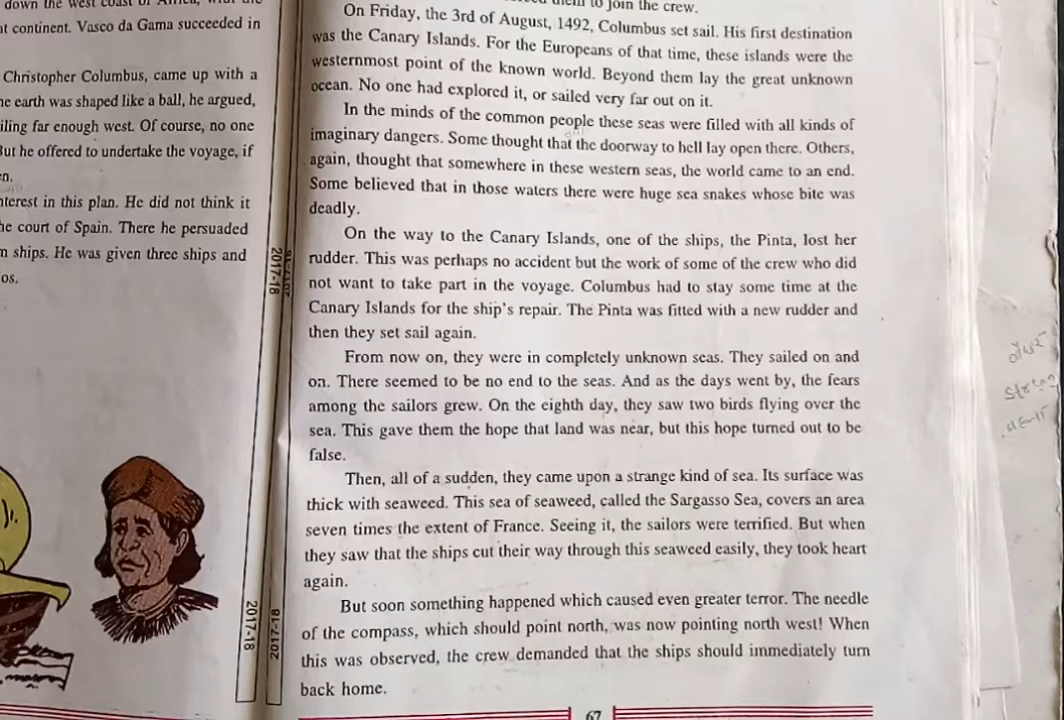 down the west coast of Africa, with the
at continent. Vasco da Gama succeeded in
Christopher Columbus, came up with a
he earth was shaped like a ball, he argued,
iling far enough west. Of course, no one
But he offered to undertake the voyage, if
en.
nterest in this plan. He did not think it
he court of Spain. There he persuaded
n ships. He was given three ships and
os.
2017-18
2017-18
2017-18
them to join the crew.
On Friday, the 3rd of August, 1492, Columbus set sail. His first destination
was the Canary Islands. For the Europeans of that time, these islands were the
westernmost point of the known world. Beyond them lay the great unknown
ocean. No one had explored it, or sailed very far out on it.
In the minds of the common people these seas were filled with all kinds of
imaginary dangers. Some thought that the doorway to hell lay open there. Others,
again, thought that somewhere in these western seas, the world came to an end.
Some believed that in those waters there were huge sea snakes whose bite was
deadly.
On the way to the Canary Islands, one of the ships, the Pinta, lost her
rudder. This was perhaps no accident but the work of some of the crew who did
not want to take part in the voyage. Columbus had to stay some time at the
Canary Islands for the ship's repair. The Pinta was fitted with a new rudder and
then they set sail again.
From now on, they were in completely unknown seas. They sailed on and
on. There seemed to be no end to the seas. And as the days went by, the fears
among the sailors grew. On the eighth day, they saw two birds flying over the
sea. This gave them the hope that land was near, but this hope turned out to be
false.
Then, all of a sudden, they came upon a strange kind of sea. Its surface was
thick with seaweed. This sea of seaweed, called the Sargasso Sea, covers an area
seven times the extent of France. Seeing it, the sailors were terrified. But when
they saw that the ships cut their way through this seaweed easily, they took heart
again.
But soon something happened which caused even greater terror. The needle
of the compass, which should point north, was now pointing north west! When
this was observed, the crew demanded that the ships should immediately turn
back home.
67